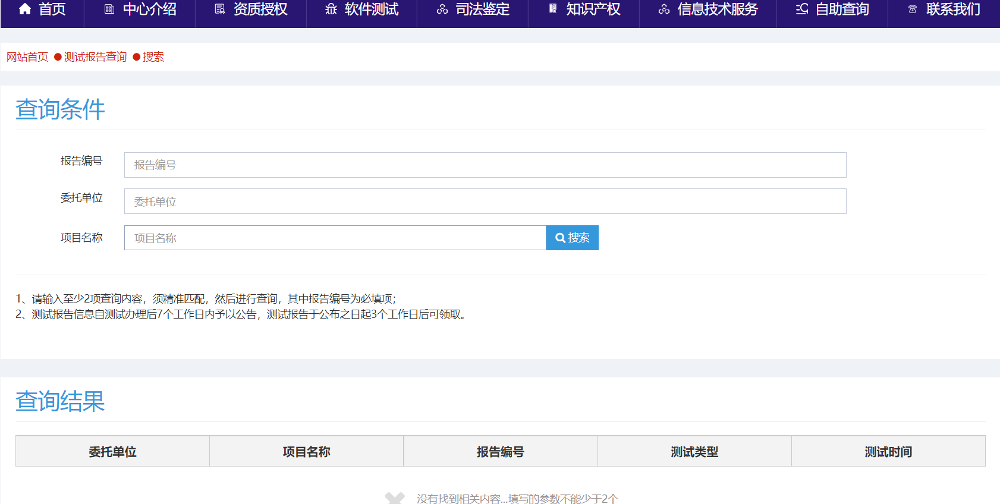 首页 中心介绍 资质授权 软件测试 司法鉴定 知识产权 信息技术服务 自助查询 联系我们
网站首页 ●测试报告查询 ●搜索
查询条件
报告编号 报告编号
委托单位 委托单位
项目名称 项目名称 搜索
1、请输入至少2项查询内容，须精准匹配，然后进行查询，其中报告编号为必填项；
2、测试报告信息自测试办理后7个工作日内予以公告，测试报告于公布之日起3个工作日后可领取。
查询结果
委托单位 项目名称 报告编号 测试类型 测试时间
没有找到相关内容...填写的参数不能少于2个